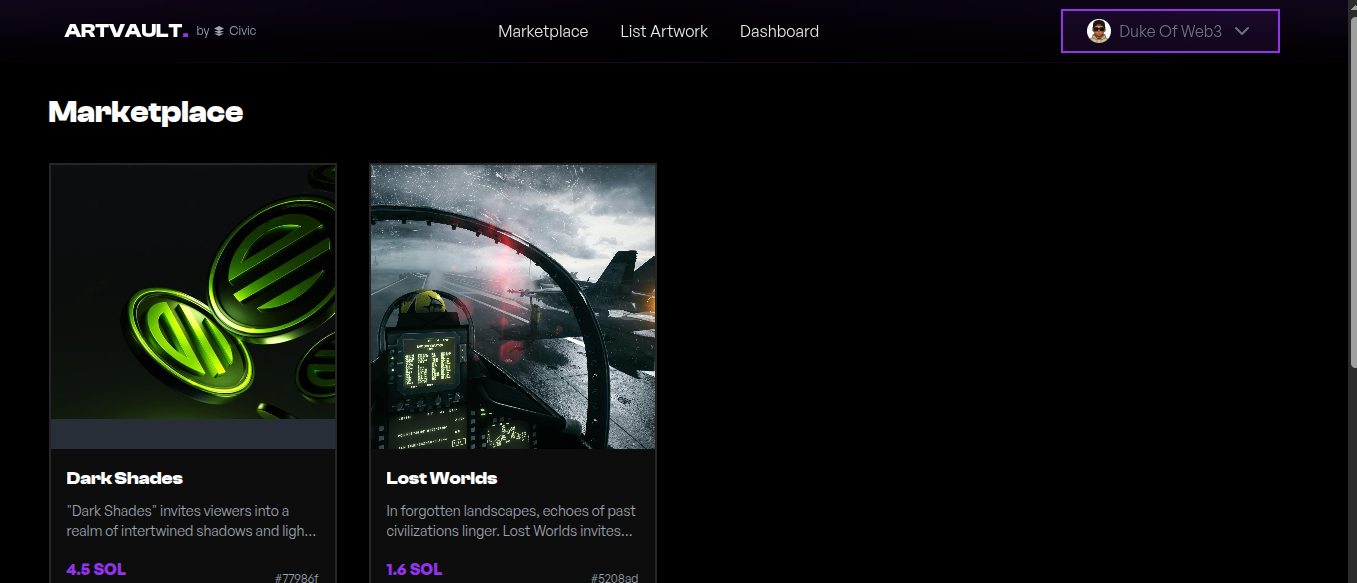 ARTVAULT. by Civic
Marketplace
List Artwork
Dashboard
Duke Of Web3
Marketplace
Dark Shades
"Dark Shades" invites viewers into a
realm of intertwined shadows and ligh...
4.5 SOL
#77986f
Lost Worlds
In forgotten landscapes, echoes of past
civilizations linger. Lost Worlds invites...
1.6 SOL
#5208ad